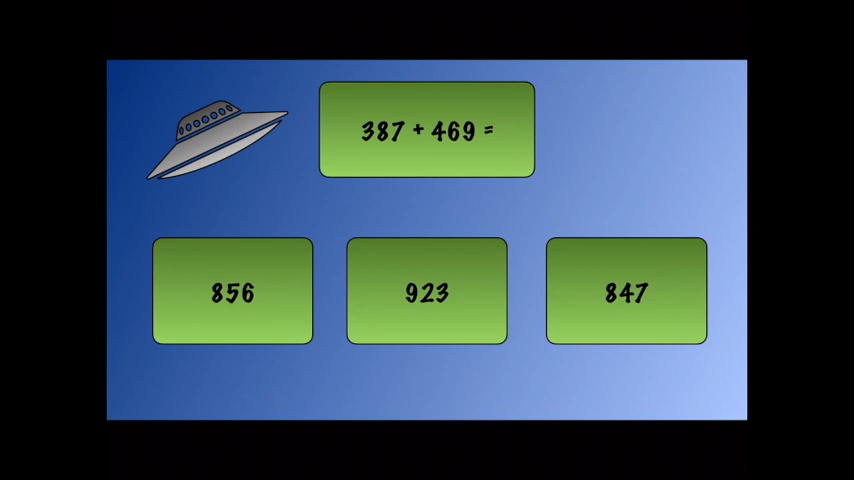 387 + 469 =
856
923
847